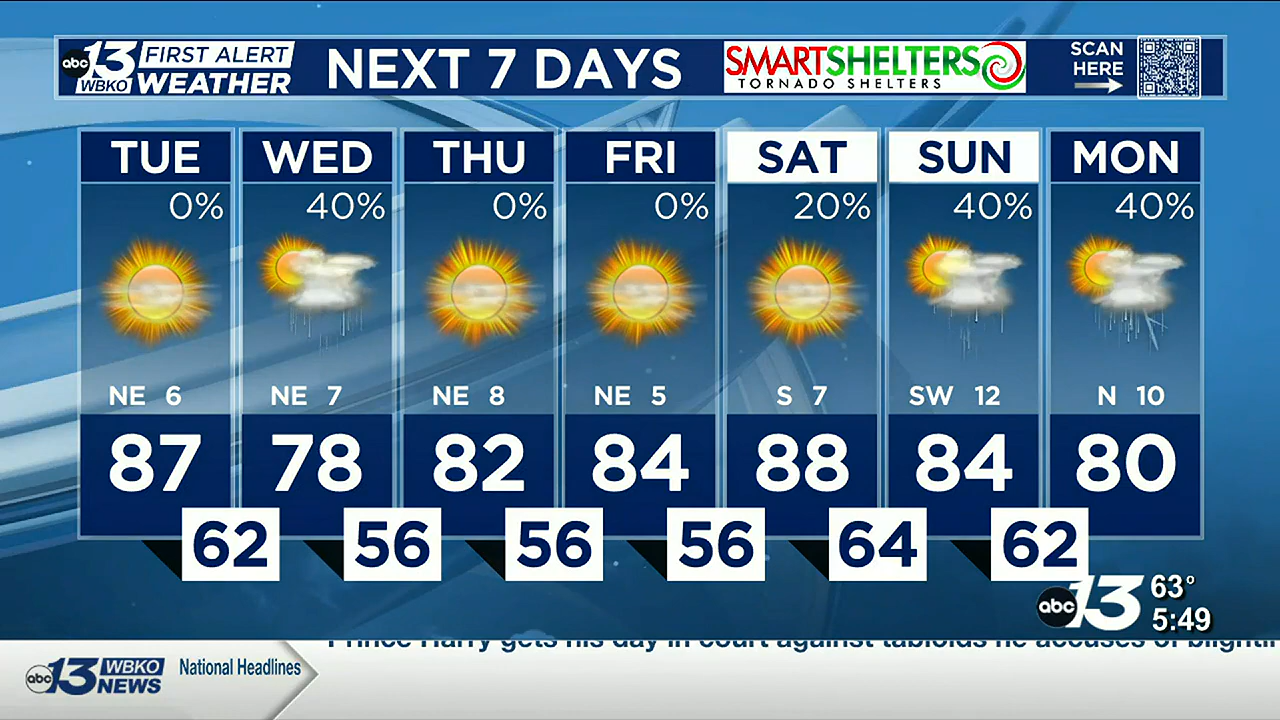 abc 13 WBKO FIRST ALERT WEATHER
NEXT 7 DAYS
SMARTSHELTERS
TORNADO SHELTERS
SCAN HERE
TUE WED THU FRI SAT SUN MON
0% 40% 0% 0% 20% 40% 40%
NE 6 NE 7 NE 8 NE 5 S 7 SW 12 N 10
87 78 82 84 88 84 80
62 56 56 56 64 62
abc 13 63°
5:49
Prince Harry gets his day in court against tabloids he accuses of
abc 13 WBKO NEWS
National Headlines